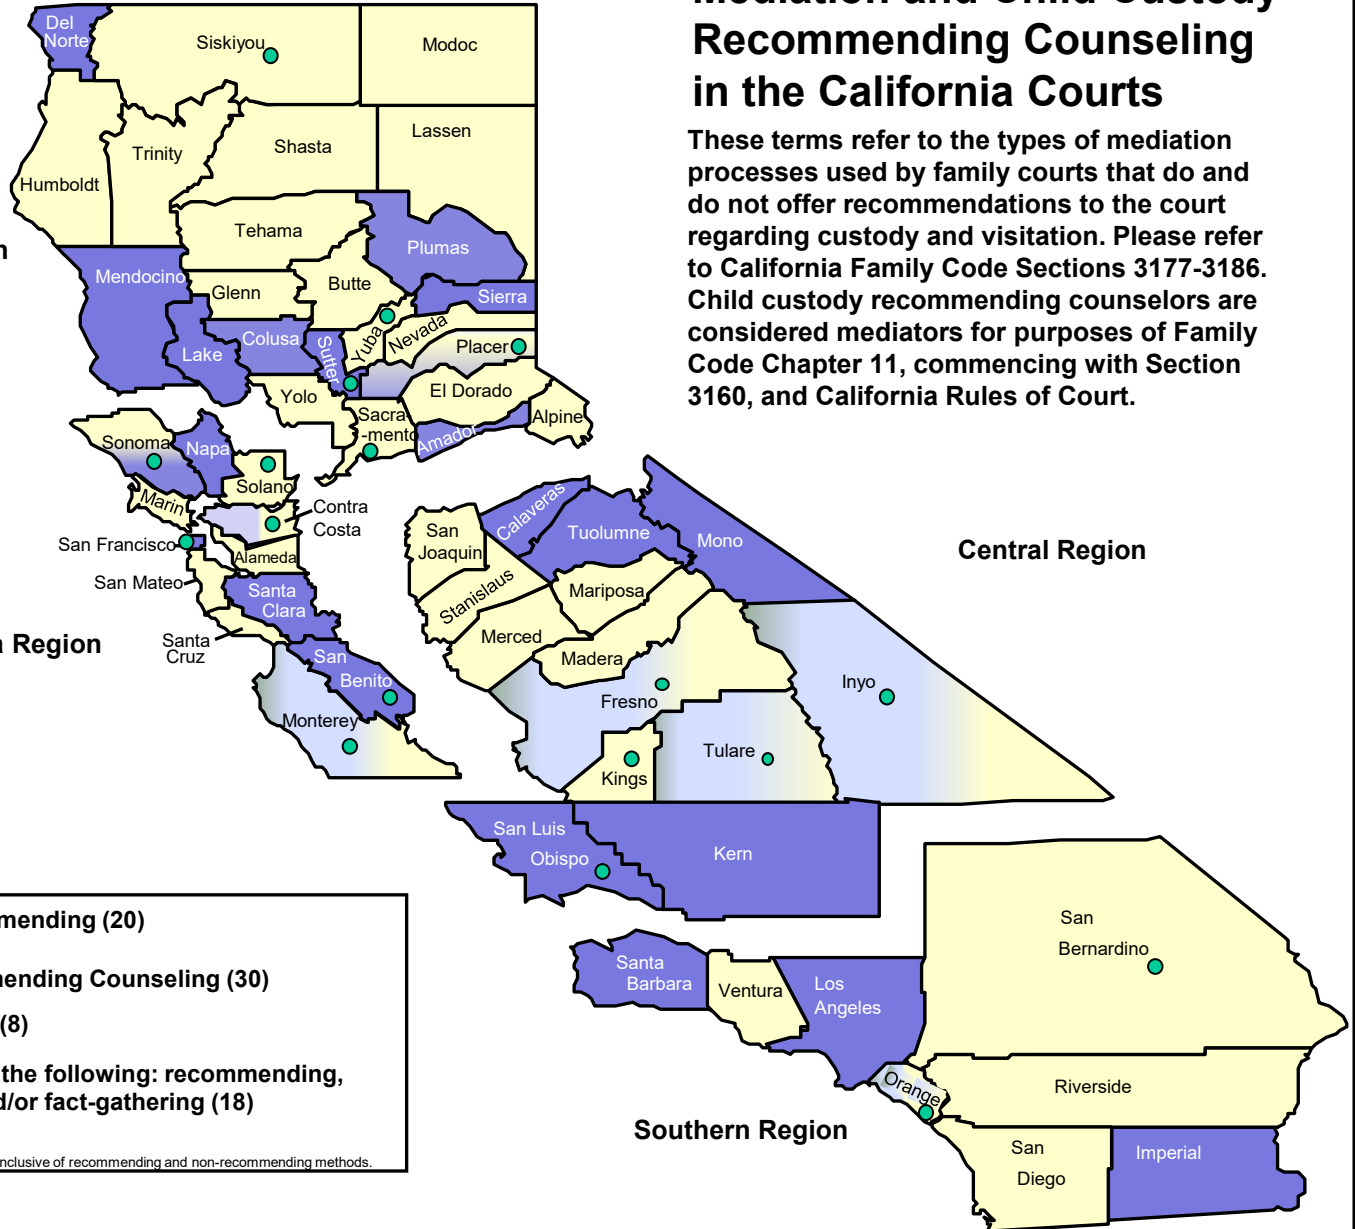 Mediation and Child Custody
Recommending Counseling
in the California Courts
These terms refer to the types of mediation
processes used by family courts that do and
do not offer recommendations to the court
regarding custody and visitation. Please refer
to California Family Code Sections 3177-3186.
Child custody recommending counselors are
considered mediators for purposes of Family
Code Chapter 11, commencing with Section
3160, and California Rules of Court.
Del
Norte
Siskiyou
Modoc
Humboldt
Trinity
Shasta
Lassen
Tehama
Plumas
Mendocino
Glenn
Butte
Sierra
Lake
Colusa
Sutter
Yuba
Nevada
Placer
Yolo
El Dorado
Sacra-
-mento
Amador
Alpine
Sonoma
Napa
Solano
Marin
Contra
Costa
San Francisco
Alameda
San Mateo
Santa
Clara
Santa
Cruz
San
Benito
Monterey
Region
San
Joaquin
Calaveras
Tuolumne
Mono
Stanislaus
Mariposa
Merced
Madera
Fresno
Inyo
Kings
Tulare
Central Region
San Luis
Obispo
Kern
Santa
Barbara
Ventura
Los
Angeles
San
Bernardino
Orange
Riverside
San
Diego
Imperial
Southern Region
mending (20)
ending Counseling (30)
(8)
the following: recommending,
d/or fact-gathering (18)
nclusive of recommending and non-recommending methods.